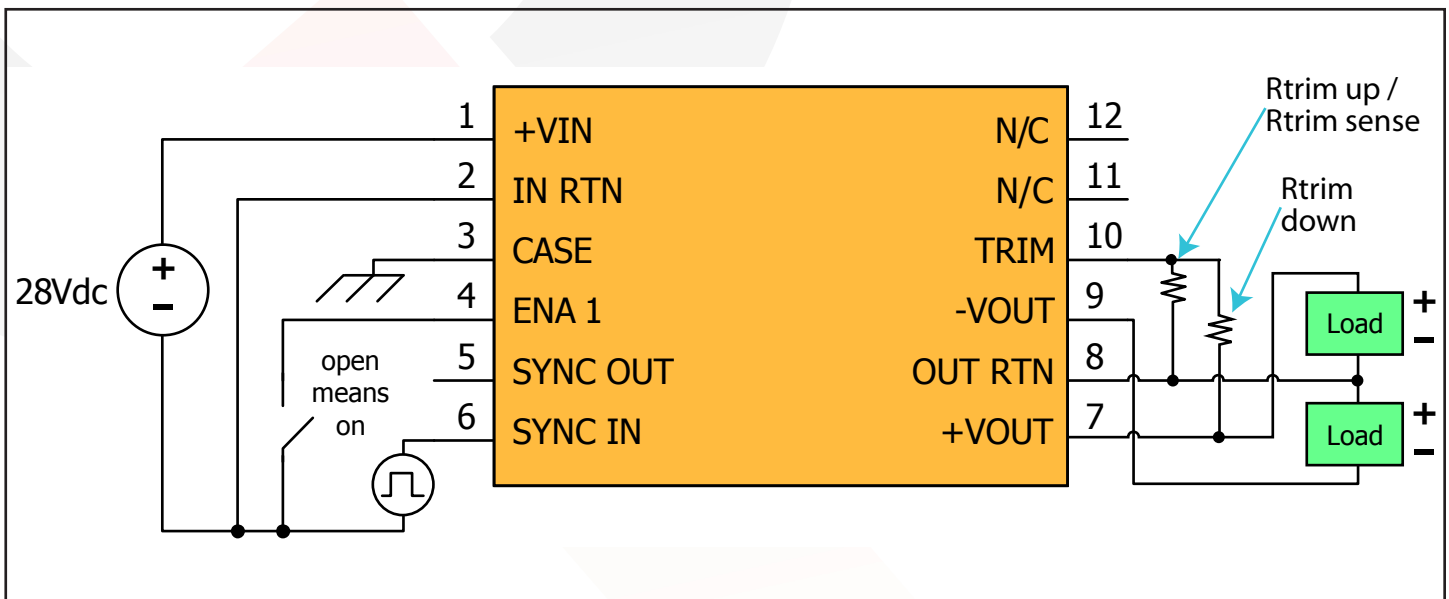 Rtrim up /
Rtrim sense
Rtrim
down
28Vdc
+
−
1
+VIN
2
IN RTN
3
CASE
4
ENA 1
5
SYNC OUT
6
SYNC IN
open
means
on
N/C
12
N/C
11
TRIM
10
-VOUT
9
OUT RTN
8
+VOUT
7
Load
+
−
Load
+
−